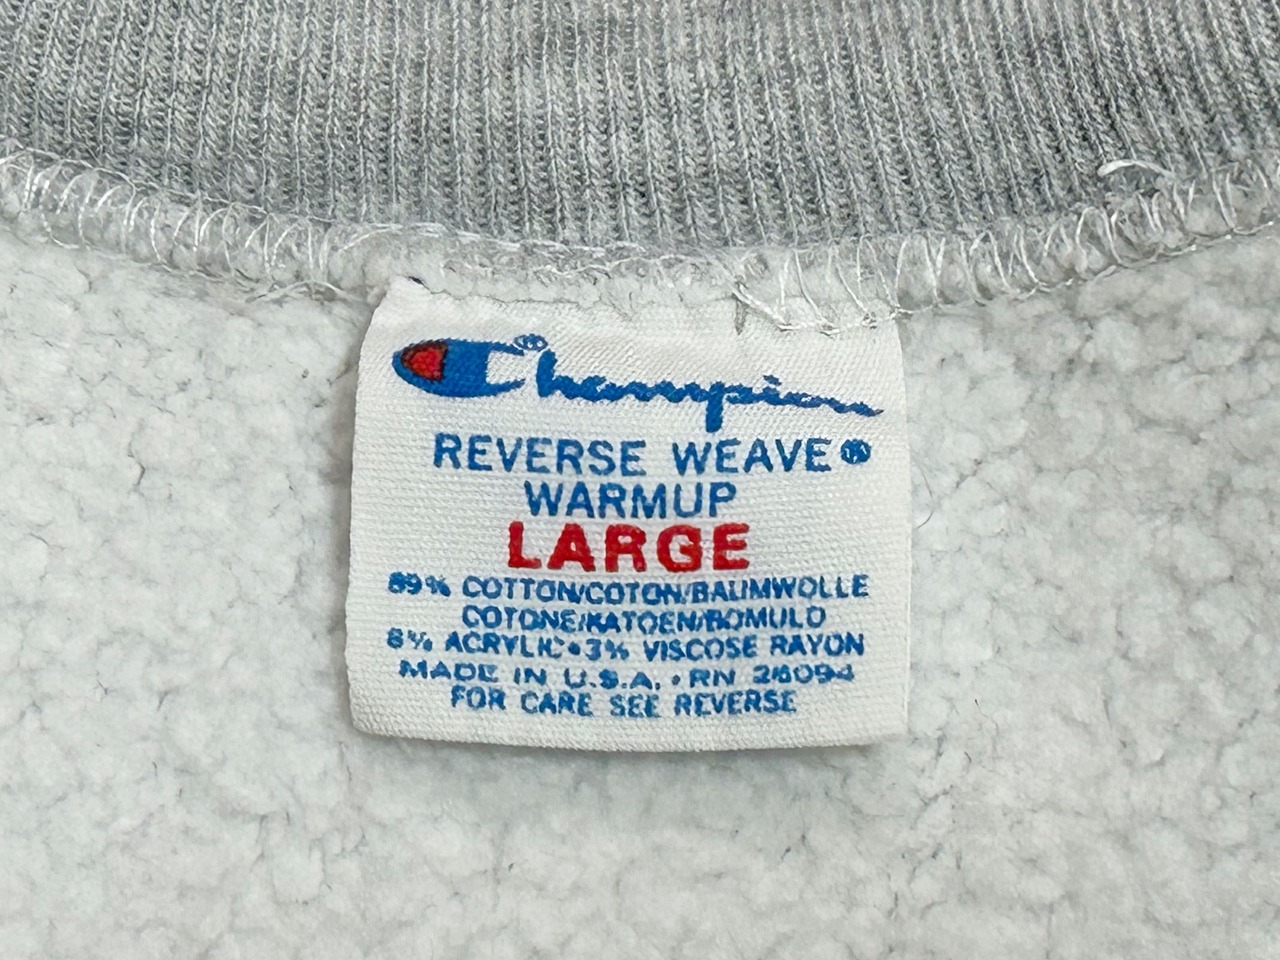 Champion®
REVERSE WEAVE®
WARMUP
LARGE
89% COTTON/COTON/BAUMWOLLE
COTONE/KATOEN/BOMULD
8% ACRYLIC•3% VISCOSE RAYON
MADE IN U.S.A. • RN 26094
FOR CARE SEE REVERSE